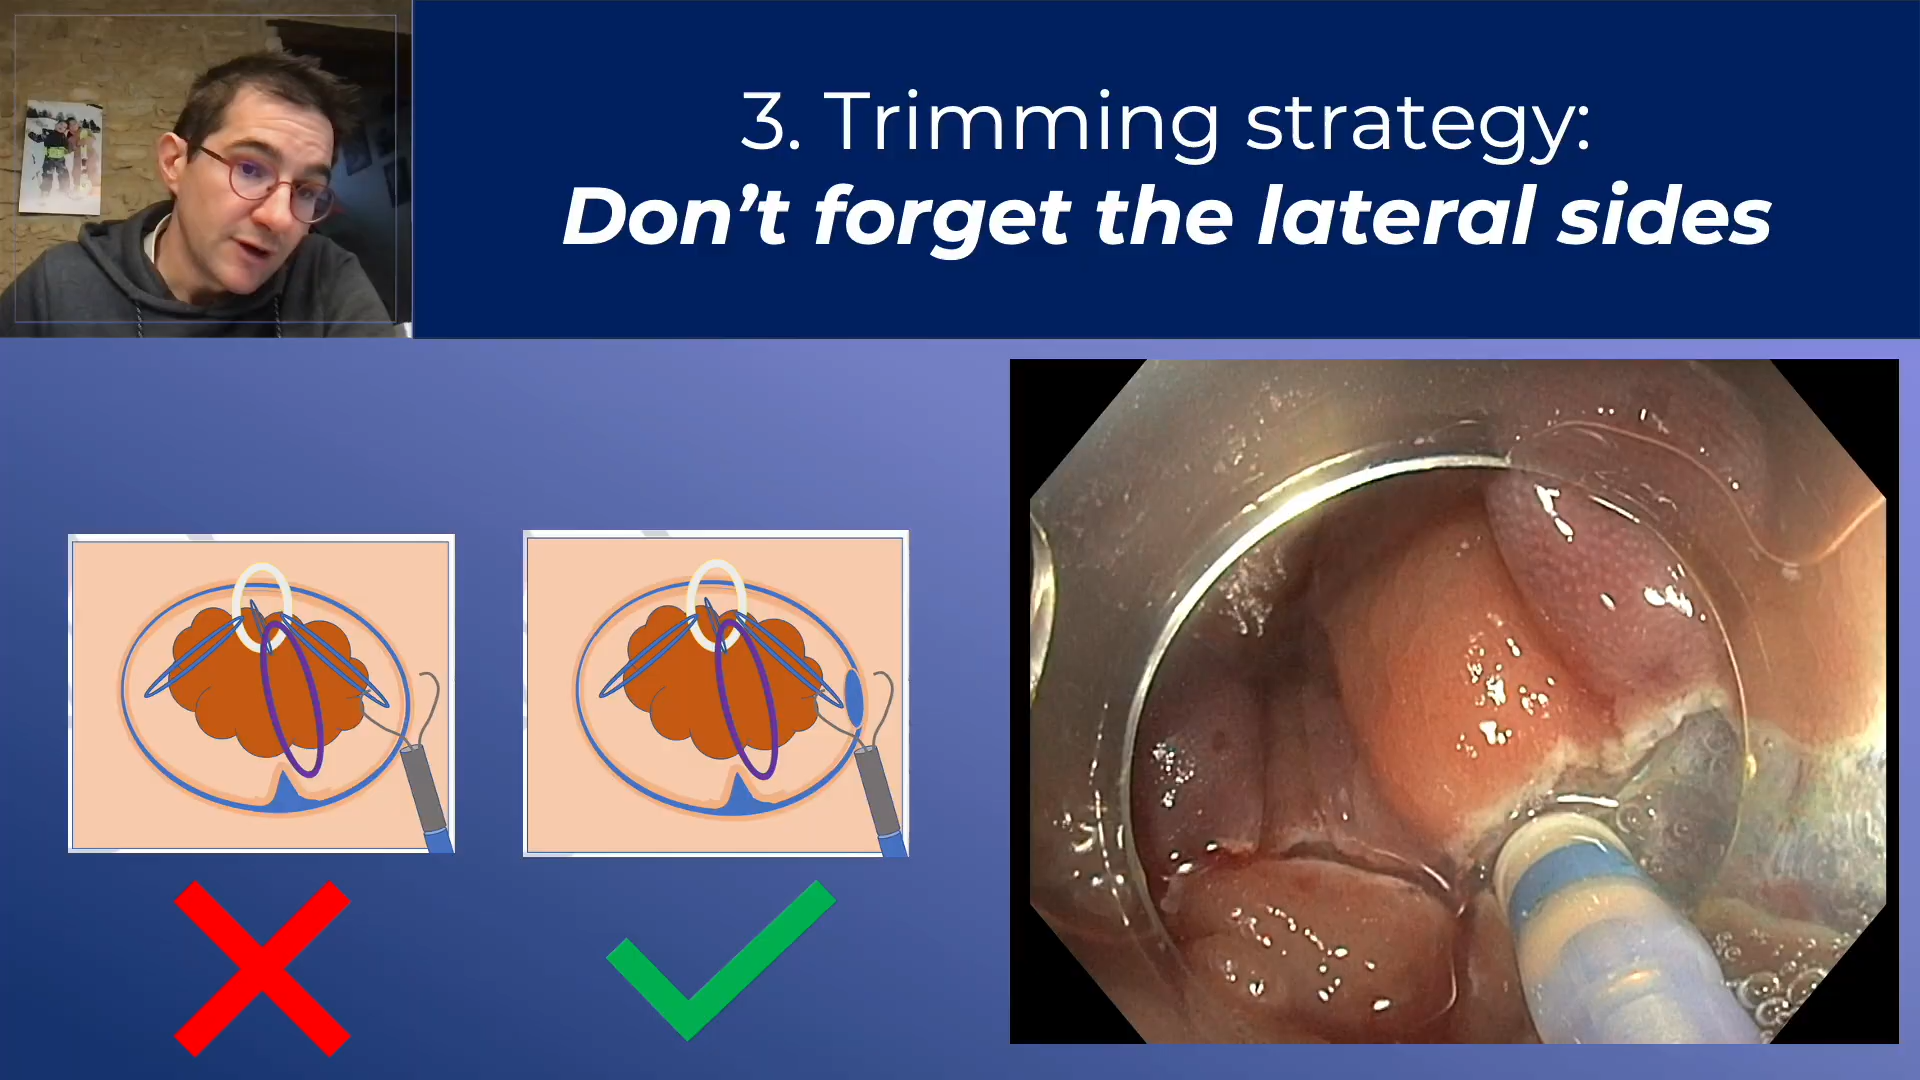 3. Trimming strategy:
Don't forget the lateral sides